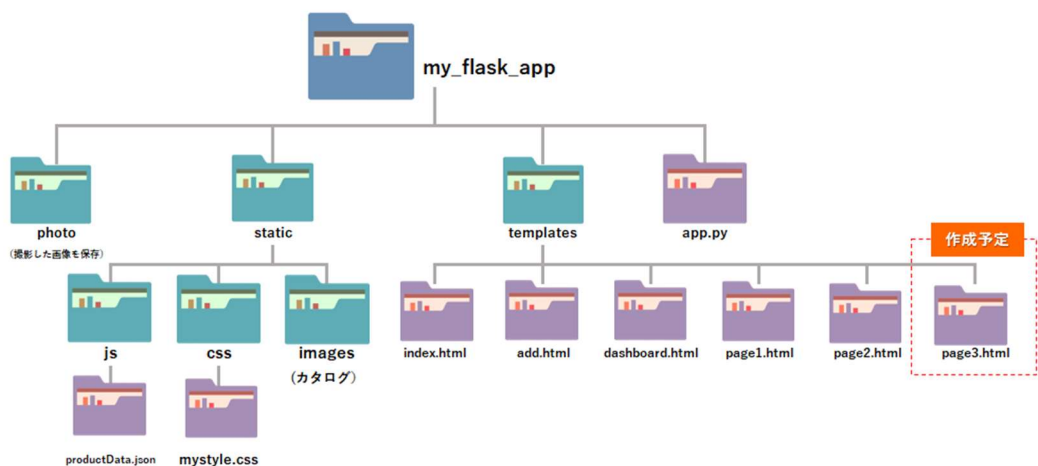 my_flask_app
photo
(撮影した画像も保存)
static
templates
app.py
作成予定
js
css
images
(カタログ)
index.html
add.html
dashboard.html
page1.html
page2.html
page3.html
productData.json
mystyle.css